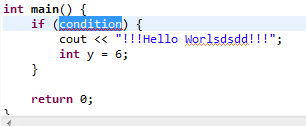 int main() {
if (condition) {
cout << "!!!Hello Worlsdsdd!!!";
int y = 6;
}
return 0;
}